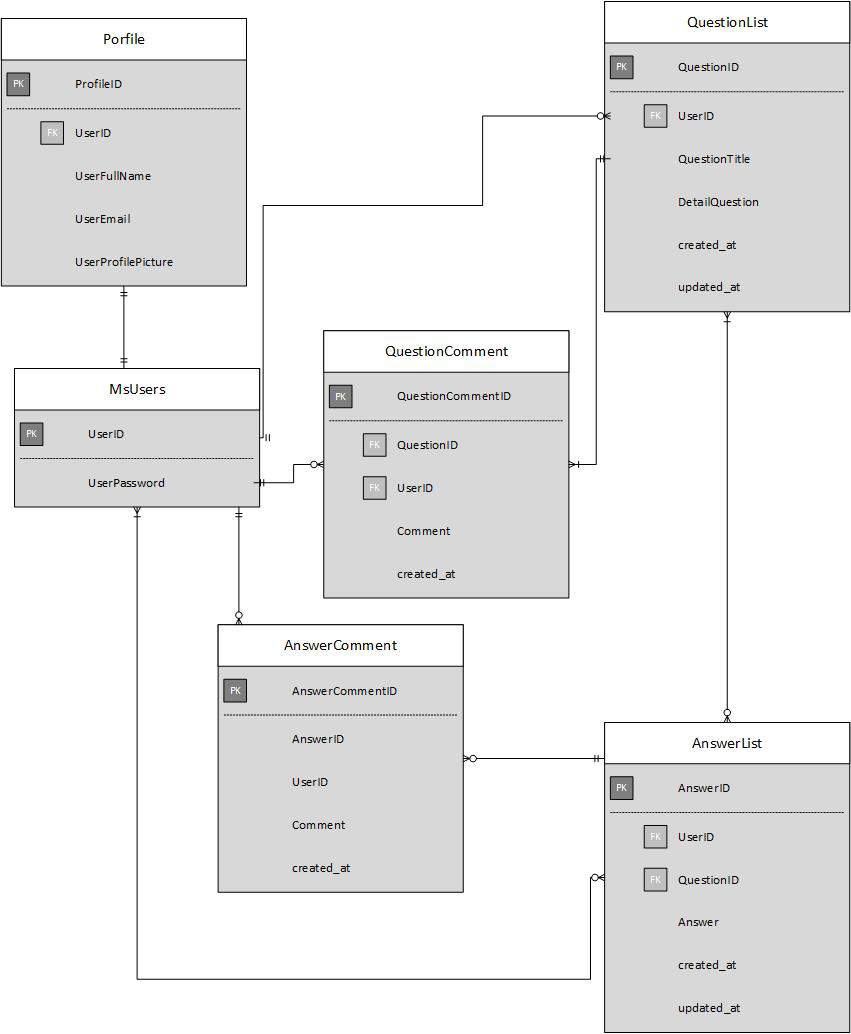 Porfile
PK ProfileID
FK UserID
UserFullName
UserEmail
UserProfilePicture
QuestionList
PK QuestionID
FK UserID
QuestionTitle
DetailQuestion
created_at
updated_at
MsUsers
PK UserID
UserPassword
QuestionComment
PK QuestionCommentID
FK QuestionID
FK UserID
Comment
created_at
AnswerComment
PK AnswerCommentID
AnswerID
UserID
Comment
created_at
AnswerList
PK AnswerID
FK UserID
FK QuestionID
Answer
created_at
updated_at